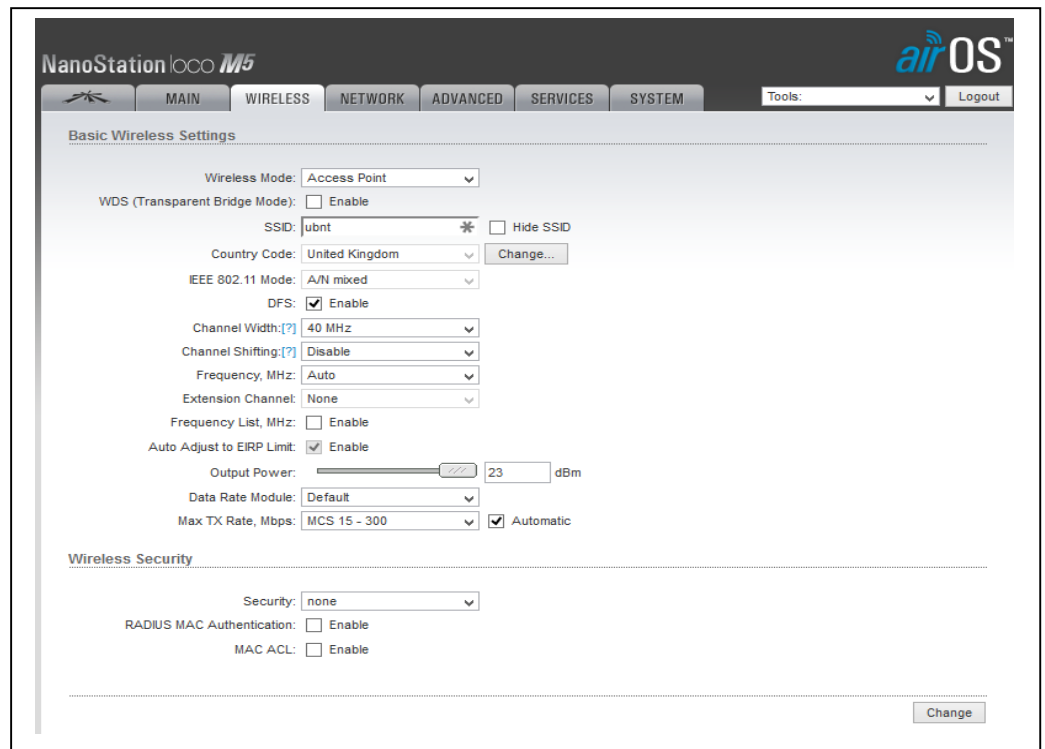 NanoStation loco M5
airOS™
MAIN WIRELESS NETWORK ADVANCED SERVICES SYSTEM Tools: Logout
Basic Wireless Settings
Wireless Mode: Access Point
WDS (Transparent Bridge Mode): Enable
SSID: ubnt Hide SSID
Country Code: United Kingdom Change...
IEEE 802.11 Mode: A/N mixed
DFS: Enable
Channel Width:[?] 40 MHz
Channel Shifting:[?] Disable
Frequency, MHz: Auto
Extension Channel: None
Frequency List, MHz: Enable
Auto Adjust to EIRP Limit: Enable
Output Power: 23 dBm
Data Rate Module: Default
Max TX Rate, Mbps: MCS 15 - 300 Automatic
Wireless Security
Security: none
RADIUS MAC Authentication: Enable
MAC ACL: Enable
Change